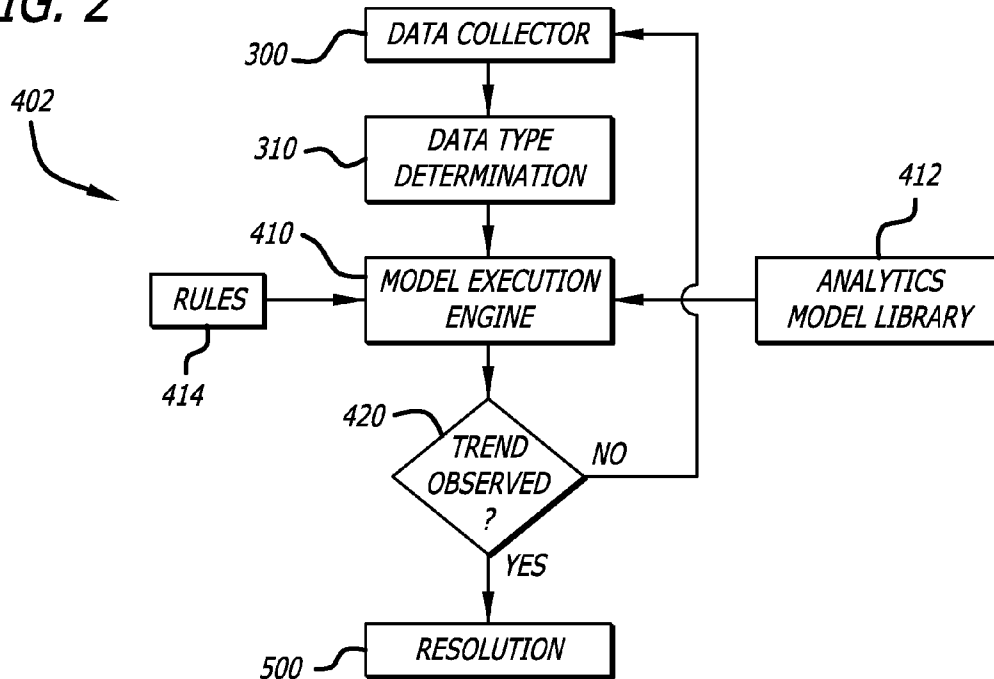 FIG. 2
300
DATA COLLECTOR
402
310
DATA TYPE
DETERMINATION
412
410
MODEL EXECUTION
ENGINE
RULES
414
ANALYTICS
MODEL LIBRARY
420
TREND
OBSERVED
?
NO
YES
500
RESOLUTION